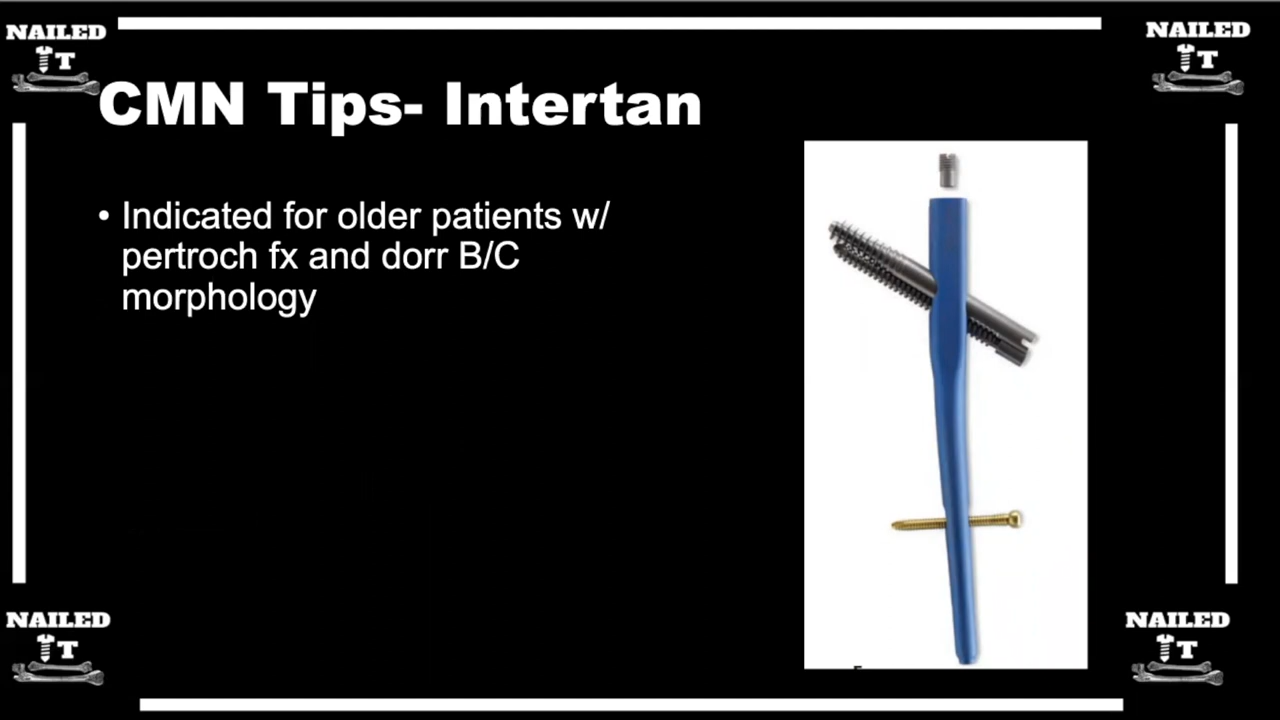 NAILED
IT
NAILED
IT
CMN Tips- Intertan
• Indicated for older patients w/
pertroch fx and dorr B/C
morphology
NAILED
IT
NAILED
IT